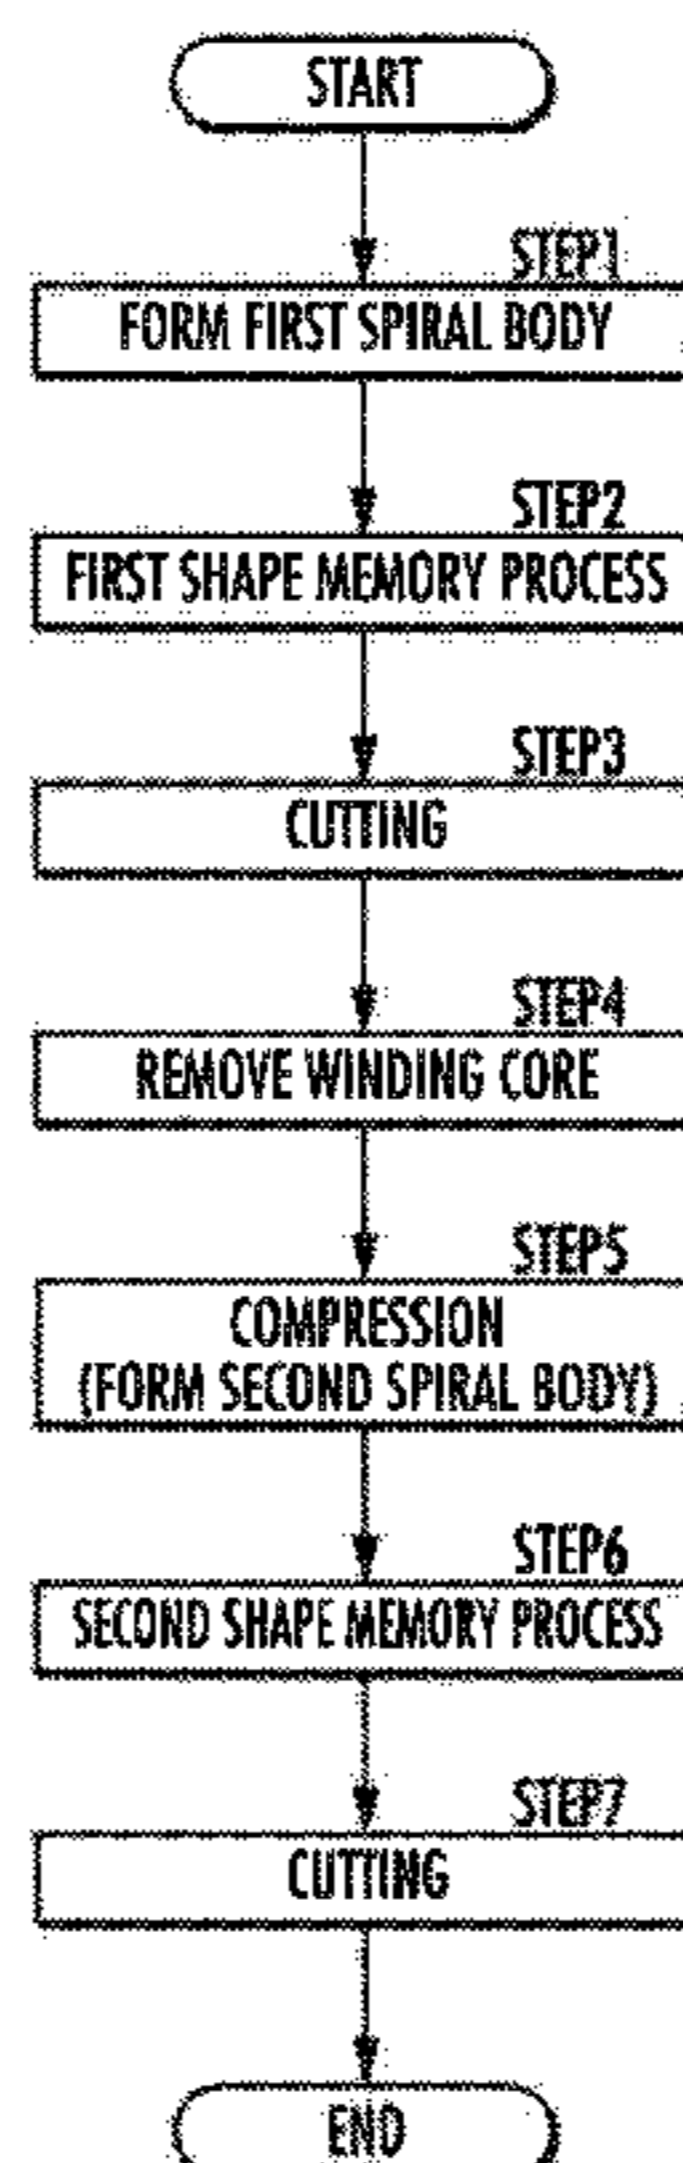 START
STEP1
FORM FIRST SPIRAL BODY
STEP2
FIRST SHAPE MEMORY PROCESS
STEP3
CUTTING
STEP4
REMOVE WINDING CORE
STEP5
COMPRESSION
(FORM SECOND SPIRAL BODY)
STEP6
SECOND SHAPE MEMORY PROCESS
STEP7
CUTTING
END